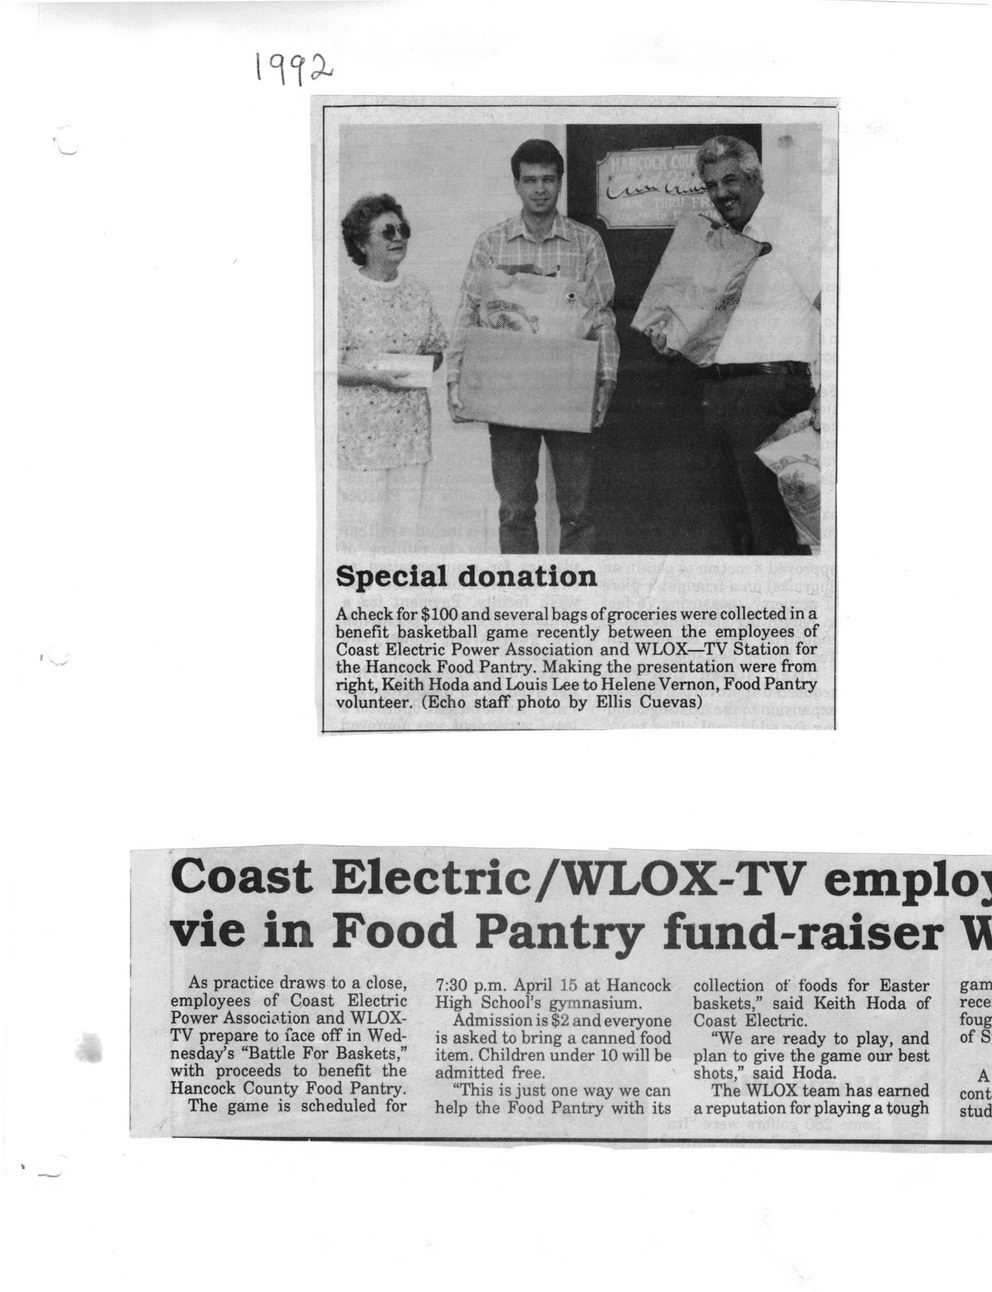 1992
HANCOCK COU
Special donation
A check for $100 and several bags of groceries were collected in a
benefit basketball game recently between the employees of
Coast Electric Power Association and WLOX—TV Station for
the Hancock Food Pantry. Making the presentation were from
right, Keith Hoda and Louis Lee to Helene Vernon, Food Pantry
volunteer. (Echo staff photo by Ellis Cuevas)
Coast Electric/WLOX-TV employ
vie in Food Pantry fund-raiser W
As practice draws to a close,
employees of Coast Electric
Power Association and WLOX-
TV prepare to face off in Wed-
nesday's "Battle For Baskets,"
with proceeds to benefit the
Hancock County Food Pantry.
The game is scheduled for
7:30 p.m. April 15 at Hancock
High School's gymnasium.
Admission is $2 and everyone
is asked to bring a canned food
item. Children under 10 will be
admitted free.
"This is just one way we can
help the Food Pantry with its
collection of foods for Easter
baskets," said Keith Hoda of
Coast Electric.
"We are ready to play, and
plan to give the game our best
shots," said Hoda.
The WLOX team has earned
a reputation for playing a tough
gam
rece
foug
of S
A
cont
stud